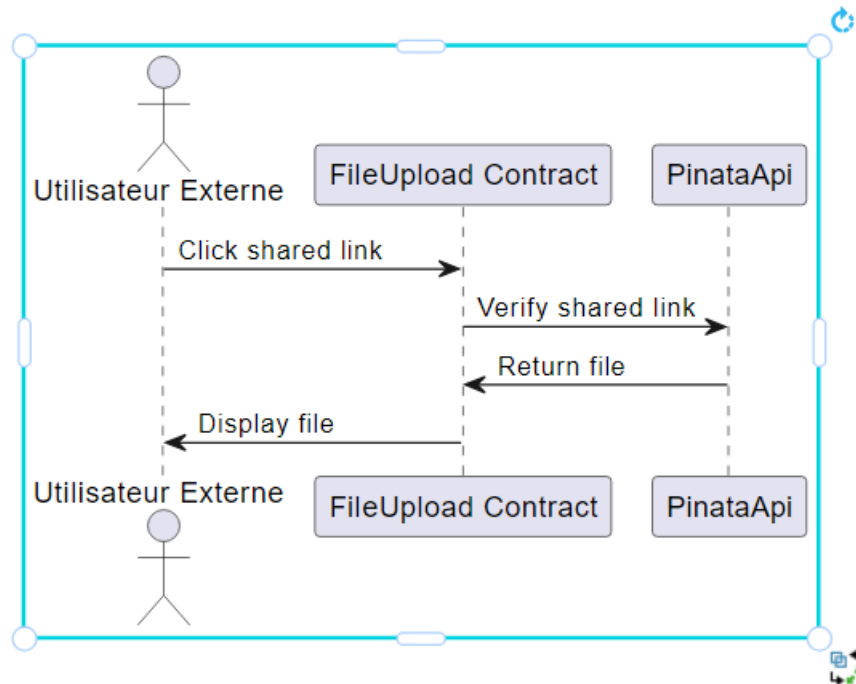 Utilisateur Externe
FileUpload Contract
PinataApi
Click shared link
Verify shared link
Return file
Display file
Utilisateur Externe
FileUpload Contract
PinataApi